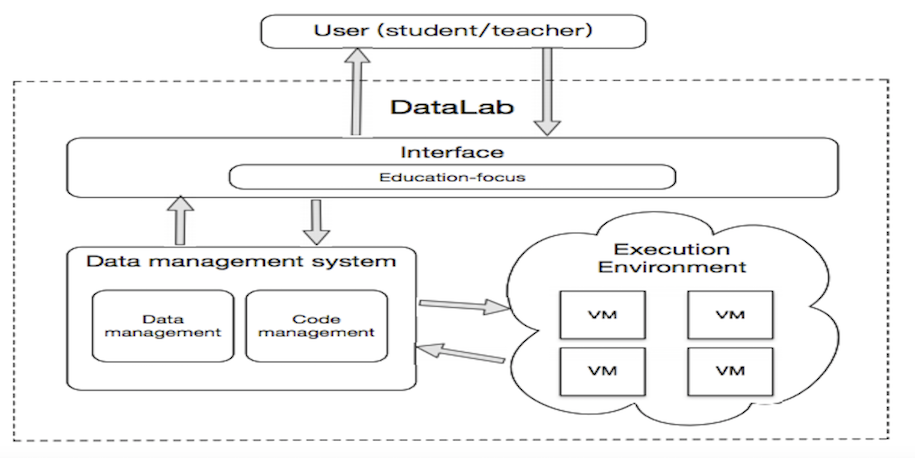 User (student/teacher)
DataLab
Interface
Education-focus
Data management system
Data
management
Code
management
Execution
Environment
VM
VM
VM
VM